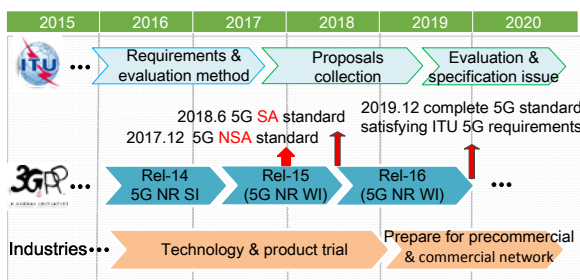 2015 2016 2017 2018 2019 2020
ITU
••• Requirements & evaluation method
Proposals collection
Evaluation & specification issue
2018.6 5G SA standard
2017.12 5G NSA standard
2019.12 complete 5G standard
satisfying ITU 5G requirements
3GPP
A GLOBAL INITIATIVE
••• Rel-14
5G NR SI
Rel-15
(5G NR WI)
Rel-16
(5G NR WI)
•••
Industries•••
Technology & product trial
Prepare for precommercial
& commercial network